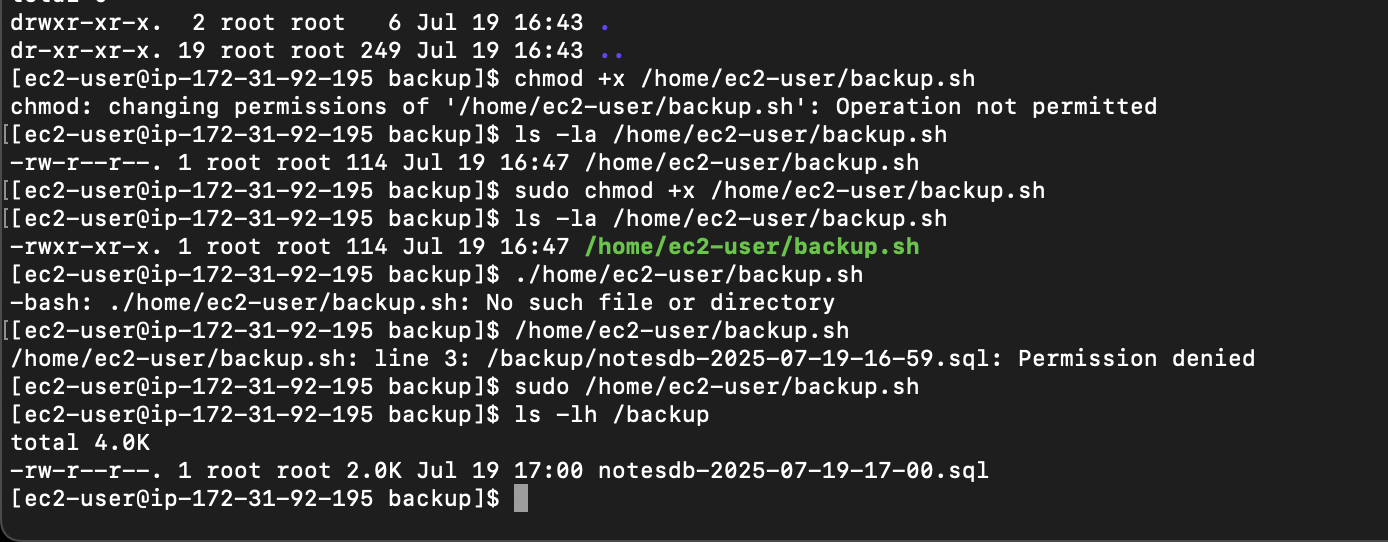 drwxr-xr-x.  2 root root   6 Jul 19 16:43 .
dr-xr-xr-x. 19 root root 249 Jul 19 16:43 ..
[ec2-user@ip-172-31-92-195 backup]$ chmod +x /home/ec2-user/backup.sh
chmod: changing permissions of '/home/ec2-user/backup.sh': Operation not permitted
[[ec2-user@ip-172-31-92-195 backup]$ ls -la /home/ec2-user/backup.sh
-rw-r--r--. 1 root root 114 Jul 19 16:47 /home/ec2-user/backup.sh
[[ec2-user@ip-172-31-92-195 backup]$ sudo chmod +x /home/ec2-user/backup.sh
[[ec2-user@ip-172-31-92-195 backup]$ ls -la /home/ec2-user/backup.sh
-rwxr-xr-x. 1 root root 114 Jul 19 16:47 /home/ec2-user/backup.sh
[ec2-user@ip-172-31-92-195 backup]$ ./home/ec2-user/backup.sh
-bash: ./home/ec2-user/backup.sh: No such file or directory
[[ec2-user@ip-172-31-92-195 backup]$ /home/ec2-user/backup.sh
/home/ec2-user/backup.sh: line 3: /backup/notesdb-2025-07-19-16-59.sql: Permission denied
[ec2-user@ip-172-31-92-195 backup]$ sudo /home/ec2-user/backup.sh
[ec2-user@ip-172-31-92-195 backup]$ ls -lh /backup
total 4.0K
-rw-r--r--. 1 root root 2.0K Jul 19 17:00 notesdb-2025-07-19-17-00.sql
[ec2-user@ip-172-31-92-195 backup]$